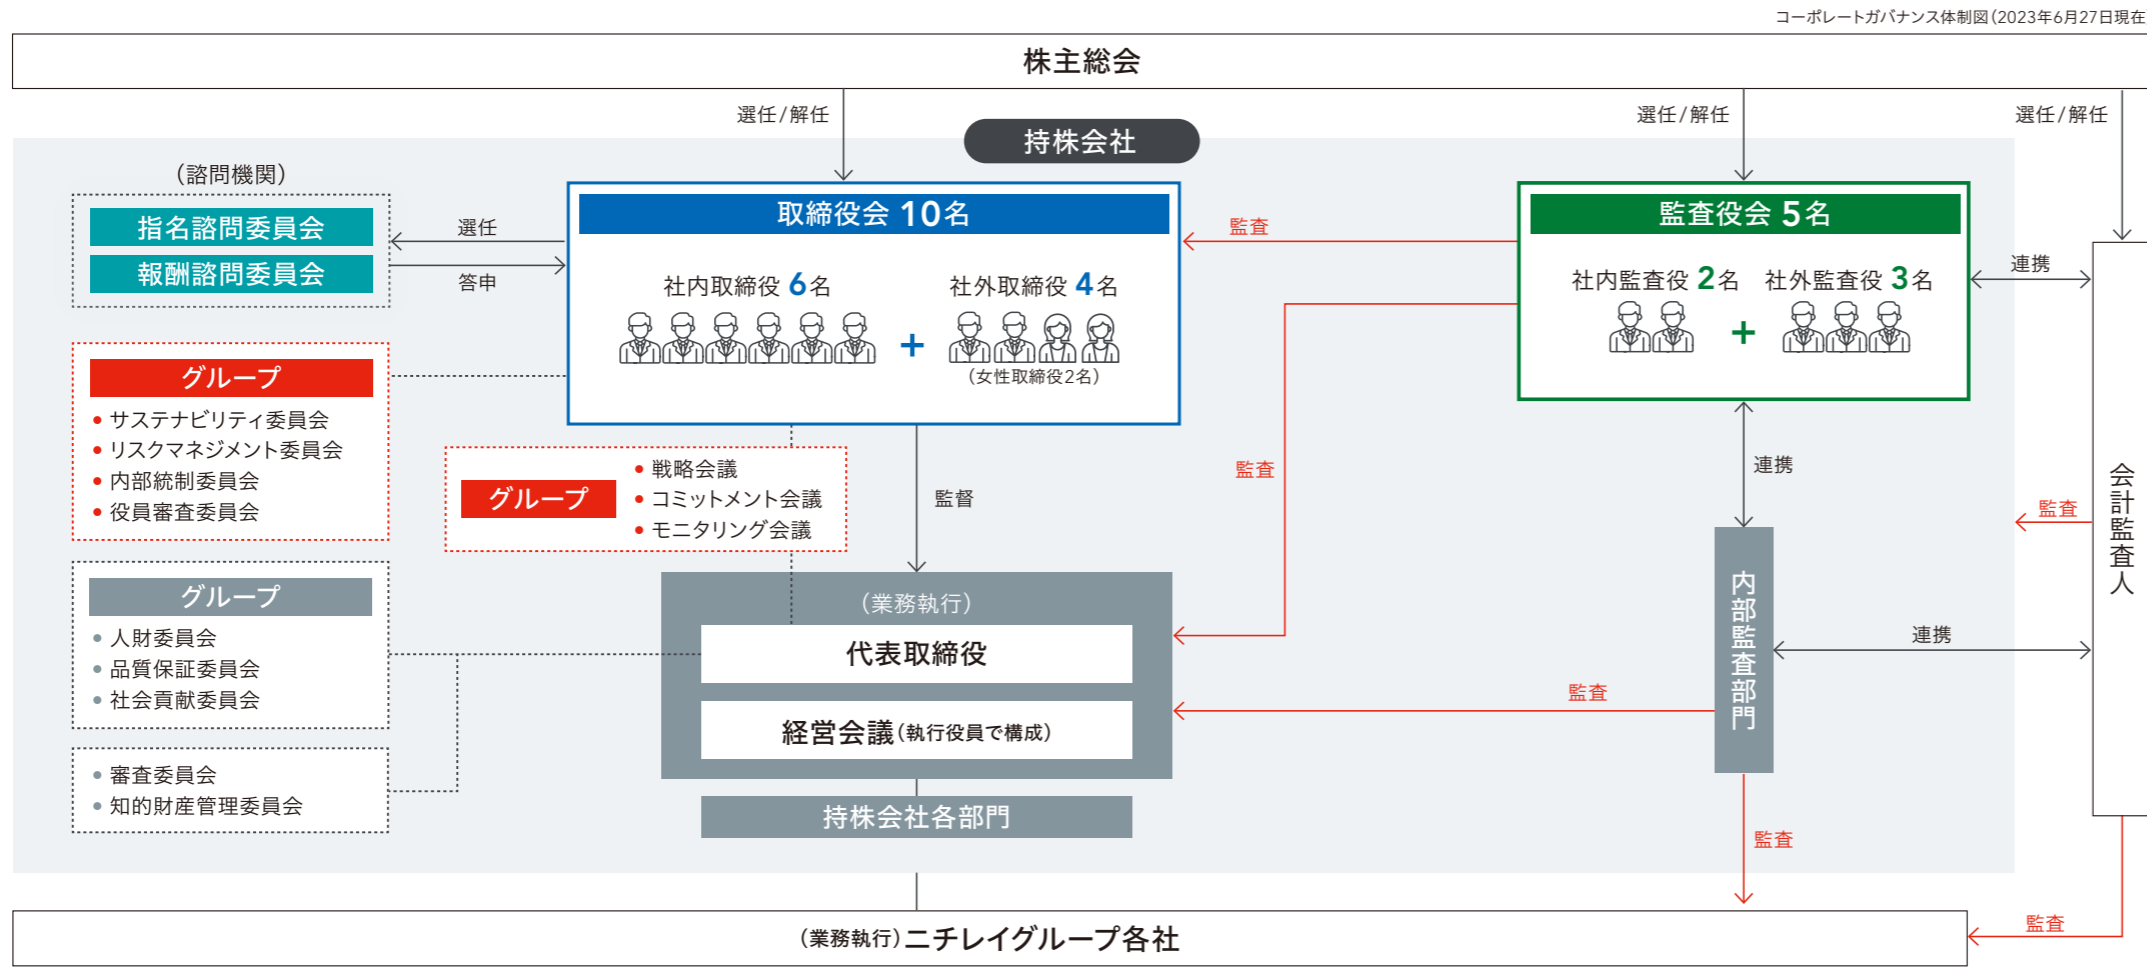 コーポレートガバナンス体制図(2023年6月27日現在
株主総会
選任/解任
選任/解任
選任/解任
持株会社
(諮問機関)
指名諮問委員会
報酬諮問委員会
選任
答申
取締役会 10名
社内取締役 6名
社外取締役 4名
+
(女性取締役2名)
監査
監査役会 5名
社内監査役 2名
社外監査役 3名
+
連携
会計監査人
グループ
• サステナビリティ委員会
• リスクマネジメント委員会
• 内部統制委員会
• 役員審査委員会
グループ
• 戦略会議
• コミットメント会議
• モニタリング会議
監督
監査
連携
監査
グループ
• 人財委員会
• 品質保証委員会
• 社会貢献委員会
• 審査委員会
• 知的財産管理委員会
(業務執行)
代表取締役
経営会議(執行役員で構成)
持株会社各部門
内部監査部門
連携
監査
監査
監査
(業務執行)ニチレイグループ各社